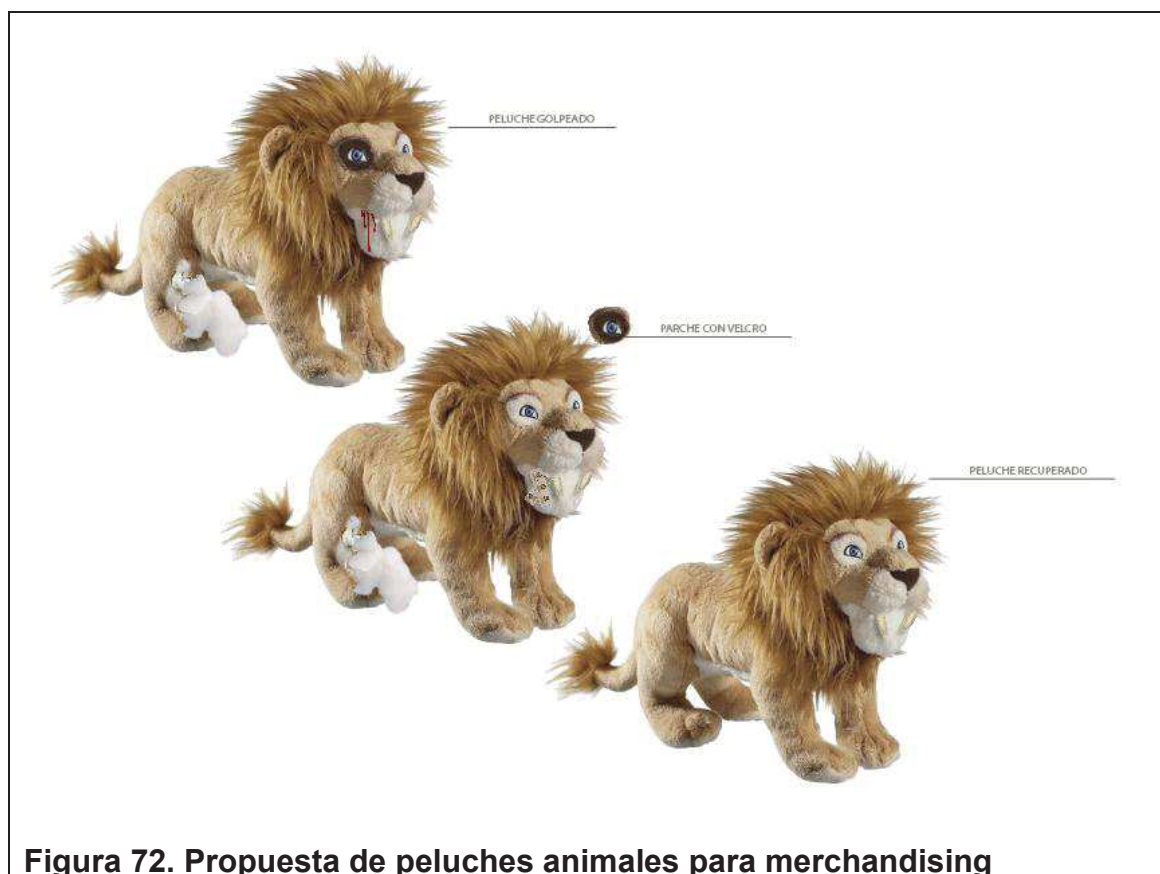 PELUCHE GOLPEADO
PARCHE CON VELCRO
PELUCHE RECUPERADO
Figura 72. Propuesta de peluches animales para merchandising